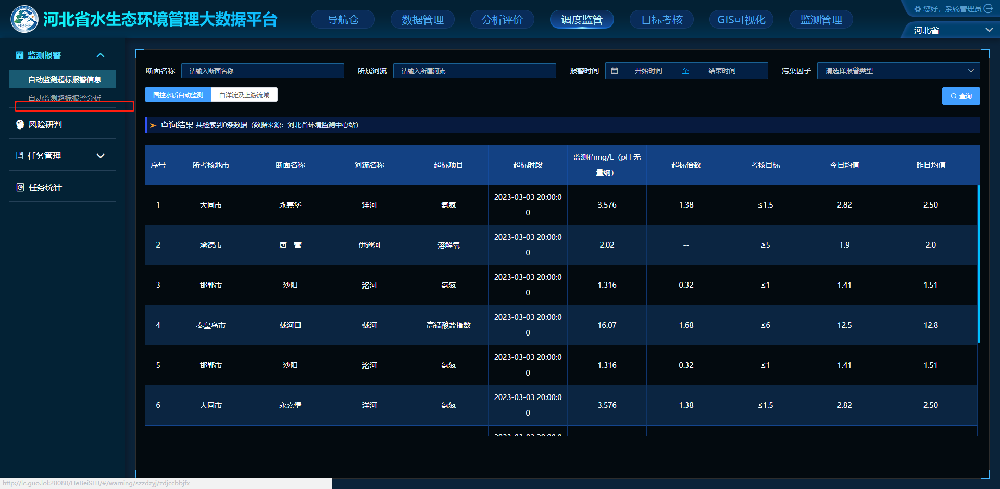 河北省水生态环境管理大数据平台
导航仓
数据管理
分析评价
调度监管
目标考核
GIS可视化
监测管理
您好，系统管理员
河北省
HBEE
监测报警
自动监测超标报警信息
自动监测超标报警分析
风险研判
任务管理
任务统计
断面名称 请输入断面名称
所属河流 请输入所属河流
报警时间 开始时间 至 结束时间
污染因子 请选择报警类型
国控水质自动监测 白洋淀及上游流域
查询
查询结果 共检索到0条数据（数据来源：河北省环境监测中心站）
序号 所考核地市 断面名称 河流名称 超标项目 超标时段 监测值mg/L（pH 无量纲） 超标倍数 考核目标 今日均值 昨日均值
1 大同市 永嘉堡 洋河 氨氮 2023-03-03 20:00:00 3.576 1.38 ≤1.5 2.82 2.50
2 承德市 唐三营 伊逊河 溶解氧 2023-03-03 20:00:00 2.02 -- ≥5 1.9 2.0
3 邯郸市 沙阳 洺河 氨氮 2023-03-03 20:00:00 1.316 0.32 ≤1 1.41 1.51
4 秦皇岛市 戴河口 戴河 高锰酸盐指数 2023-03-03 20:00:00 16.07 1.68 ≤6 12.5 12.8
5 邯郸市 沙阳 洺河 氨氮 2023-03-03 20:00:00 1.316 0.32 ≤1 1.41 1.51
6 大同市 永嘉堡 洋河 氨氮 2023-03-03 20:00:00 3.576 1.38 ≤1.5 2.82 2.50
http://lc.guo.lol:28080/HeBeiSHJ/#/warning/szzdzyj/zdjccbbjfx